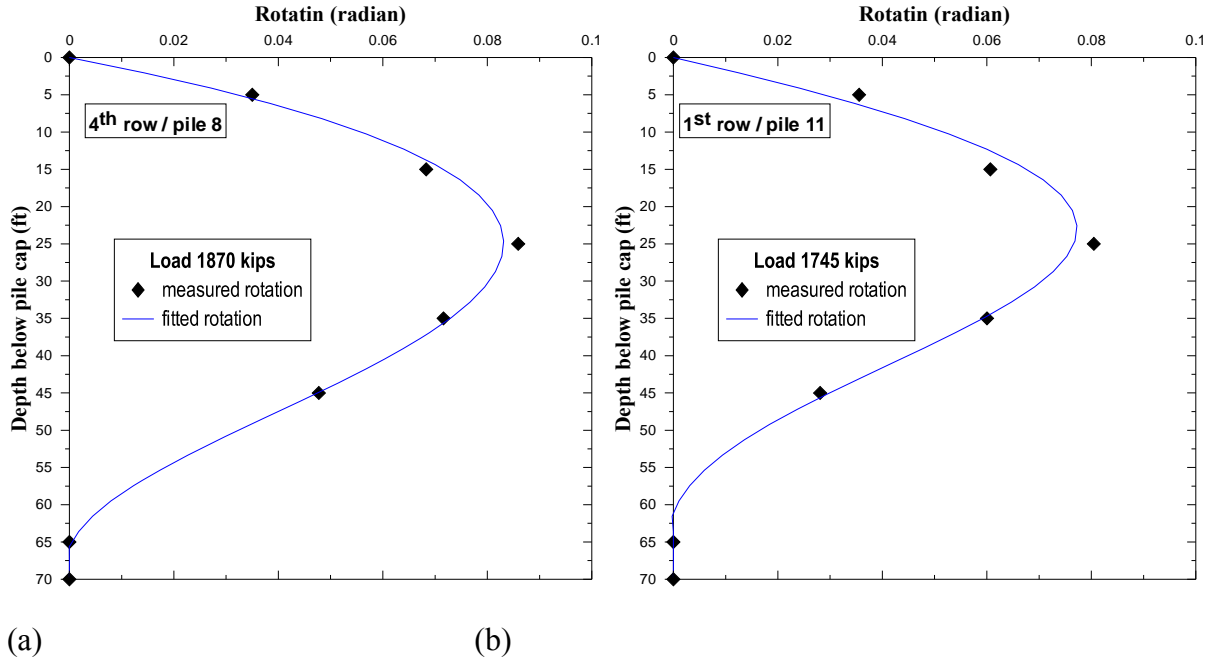 Rotatin (radian)
0 0.02 0.04 0.06 0.08 0.1
0
5
10
15
20
25
30
35
40
45
50
55
60
65
70
Depth below pile cap (ft)
4th row / pile 8
Load 1870 kips
measured rotation
fitted rotation
(a)
Rotatin (radian)
0 0.02 0.04 0.06 0.08 0.1
0
5
10
15
20
25
30
35
40
45
50
55
60
65
70
Depth below pile cap (ft)
1st row / pile 11
Load 1745 kips
measured rotation
fitted rotation
(b)